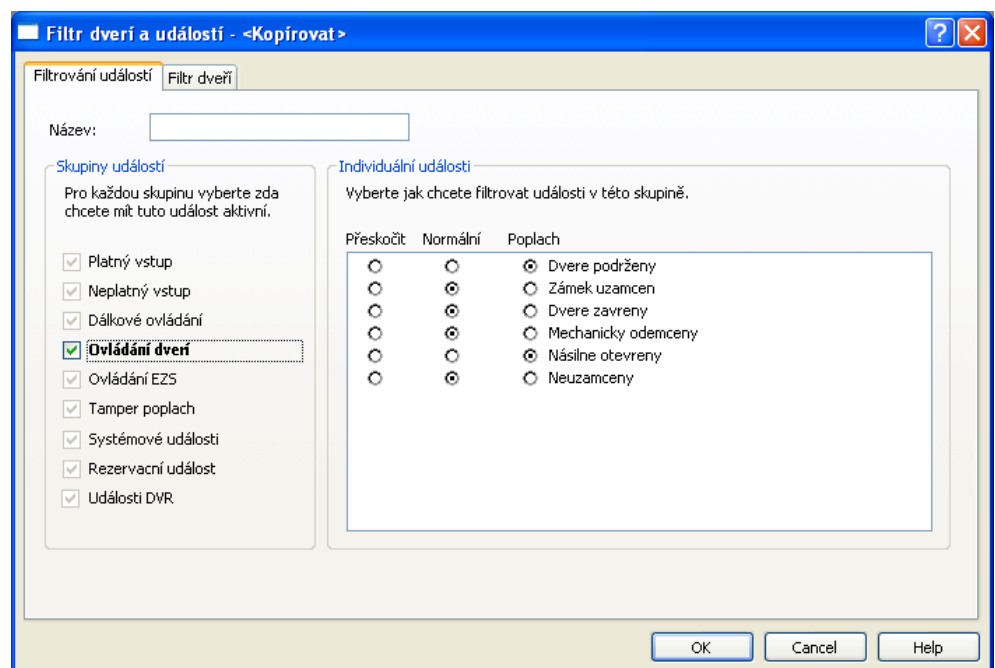 Filtr dverí a událostí - <Kopírovat>
Filtrování událostí
Filtr dveří
Název:
Skupiny událostí
Pro každou skupinu vyberte zda
chcete mít tuto událost aktivní.
Platný vstup
Neplatný vstup
Dálkové ovládání
Ovládání dverí
Ovládání EZS
Tamper poplach
Systémové události
Rezervacní událost
Události DVR
Individuální události
Vyberte jak chcete filtrovat události v této skupině.
Přeskočit Normální Poplach
Dvere podrženy
Zámek uzamcen
Dvere zavreny
Mechanicky odemceny
Násilne otevreny
Neuzamceny
OK Cancel Help